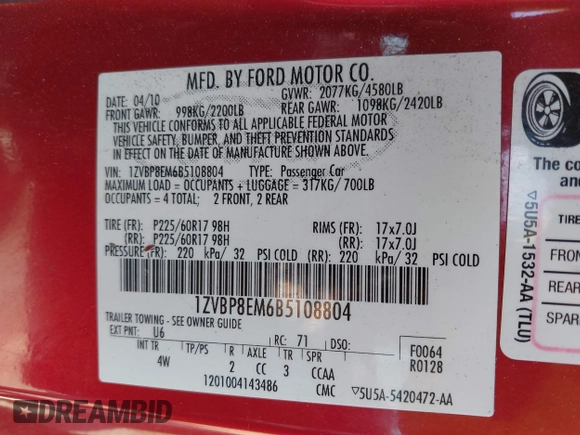 MFD. BY FORD MOTOR CO.
DATE: 04/10 GVWR: 2077KG/4580LB
FRONT GAWR: 998KG/2200LB REAR GAWR: 1098KG/2420LB
THIS VEHICLE CONFORMS TO ALL APPLICABLE FEDERAL MOTOR
VEHICLE SAFETY, BUMPER, AND THEFT PREVENTION STANDARDS
IN EFFECT ON THE DATE OF MANUFACTURE SHOWN ABOVE.
VIN: 1ZVBP8EM6B5108804 TYPE: Passenger Car
MAXIMUM LOAD = OCCUPANTS + LUGGAGE = 317KG/700LB
OCCUPANTS = 4 TOTAL; 2 FRONT, 2 REAR
TIRE (FR): P225/60R17 98H RIMS (FR): 17x7.0J
(RR): P225/60R17 98H (RR): 17x7.0J
PRESSURE (FR): 220 kPa/ 32 PSI COLD (RR): 220 kPa/ 32 PSI COLD
1ZVBP8EM6B5108804
TRAILER TOWING - SEE OWNER GUIDE
EXT PNT: U6 RC: 71 DSO: F0064
INT TR TP/PS R AXLE TR SPR R0128
4W 2 CC 3 CCAA
1201004143486 CMC ▽5U5A-5420472-AA
The co
and
▽5U5A-1532-AA (TLU)
TIRE
FRON
REAR
SPAR
DREAMBID